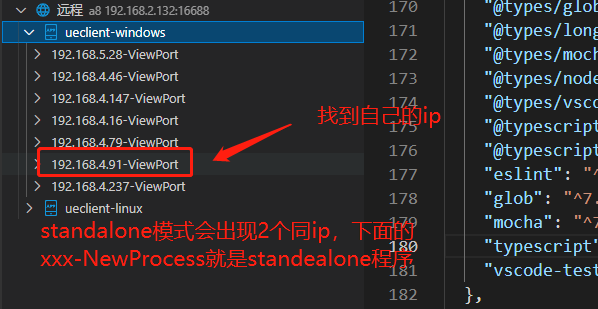 远程 a8 192.168.2.132:16688
ueclient-windows
192.168.5.28-ViewPort
192.168.4.46-ViewPort
192.168.4.147-ViewPort
192.168.4.16-ViewPort
192.168.4.79-ViewPort
192.168.4.91-ViewPort
192.168.4.237-ViewPort
ueclient-linux
找到自己的ip
standalone模式会出现2个同ip，下面的
xxx-NewProcess就是standealone程序
170 "@types/glob
171 "@types/long
172 "@types/moch
173 "@types/node
174 "@types/vsco
175 "@typescript
176 "@typescript
177 "eslint": "^
178 "glob": "^7.
179 "mocha": "^7
180 "typescript"
181 "vscode-test
182 },